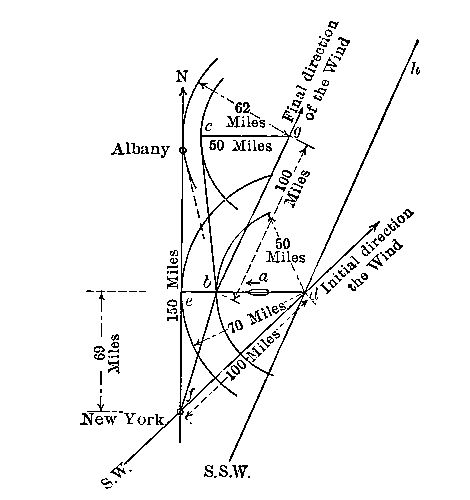 h
N
Final direction
of the Wind
62
Miles
c
g
50 Miles
Albany
100
Miles
50
Miles
Initial direction
the Wind
b
a
d
e
150 Miles
70 Miles
69
Miles
100 Miles
f
New York
S.W.
S.S.W.